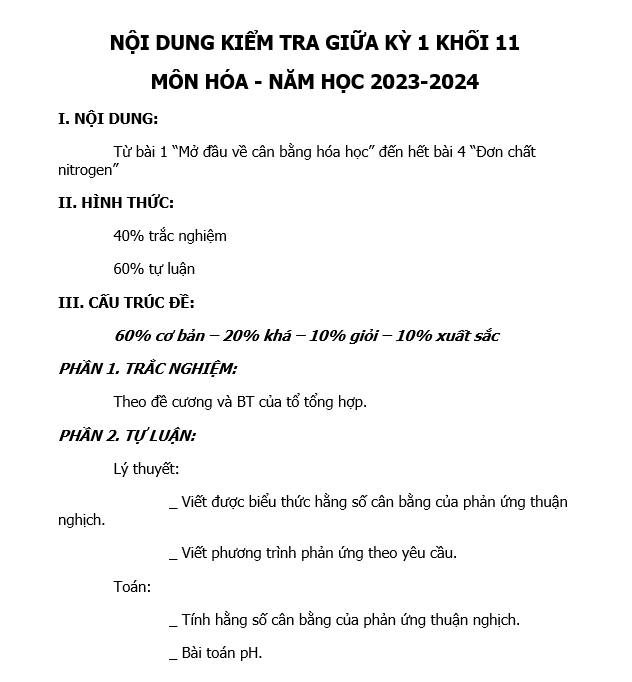 NỘI DUNG KIỂM TRA GIỮA KỲ 1 KHỐI 11
MÔN HÓA - NĂM HỌC 2023-2024
I. NỘI DUNG:
Từ bài 1 “Mở đầu về cân bằng hóa học” đến hết bài 4 “Đơn chất
nitrogen”
II. HÌNH THỨC:
40% trắc nghiệm
60% tự luận
III. CẤU TRÚC ĐỀ:
60% cơ bản – 20% khá – 10% giỏi – 10% xuất sắc
PHẦN 1. TRẮC NGHIỆM:
Theo đề cương và BT của tổ tổng hợp.
PHẦN 2. TỰ LUẬN:
Lý thuyết:
_ Viết được biểu thức hằng số cân bằng của phản ứng thuận
nghịch.
_ Viết phương trình phản ứng theo yêu cầu.
Toán:
_ Tính hằng số cân bằng của phản ứng thuận nghịch.
_ Bài toán pH.